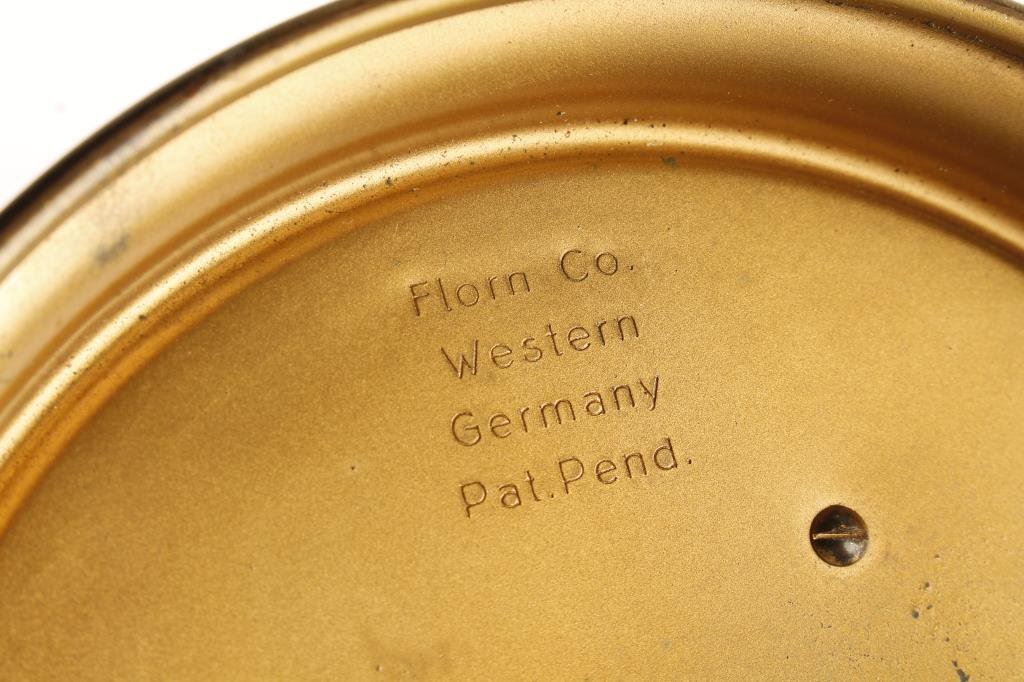 Florn Co.
Western
Germany
Pat.Pend.